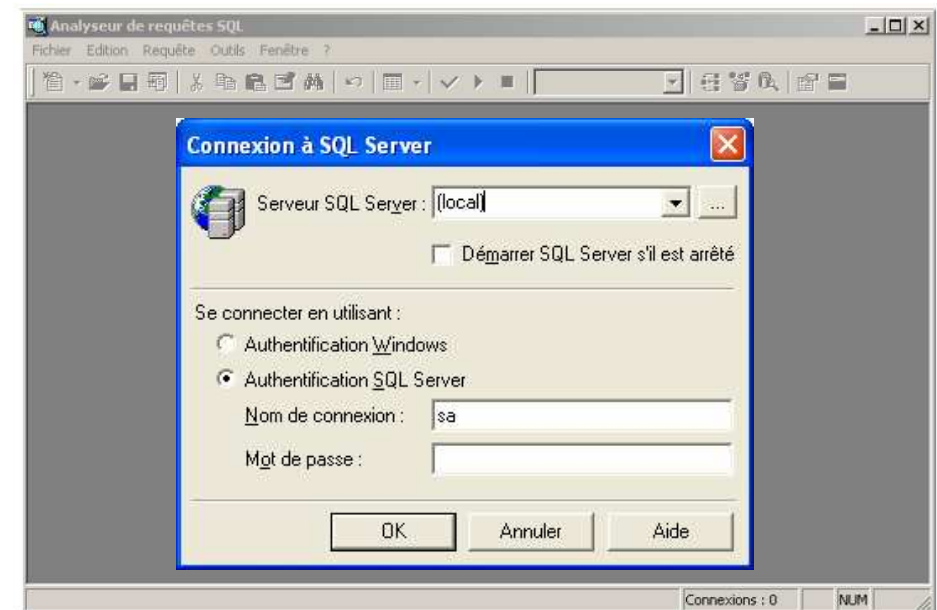 Analyseur de requêtes SQL
Fichier Edition Requête Outils Fenêtre ?
Connexion à SQL Server
Serveur SQL Server : (local) ...
Démarrer SQL Server s'il est arrêté
Se connecter en utilisant :
Authentification Windows
Authentification SQL Server
Nom de connexion : sa
Mot de passe :
OK Annuler Aide
Connexions : 0 NUM